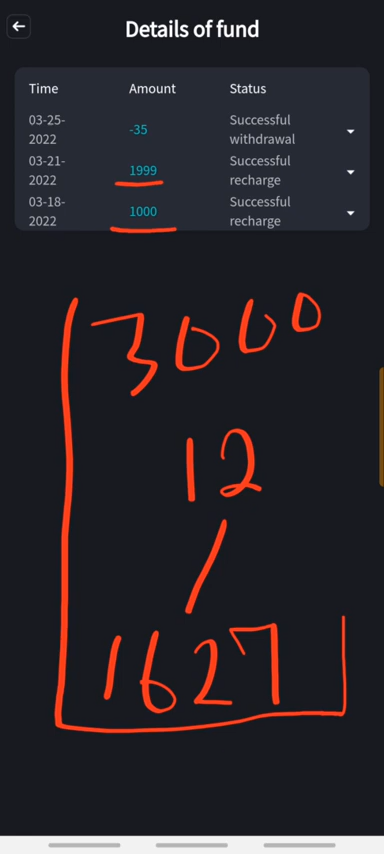 Details of fund
Time Amount Status
03-25-2022 -35 Successful withdrawal
03-21-2022 1999 Successful recharge
03-18-2022 1000 Successful recharge
3000
12
/
1627